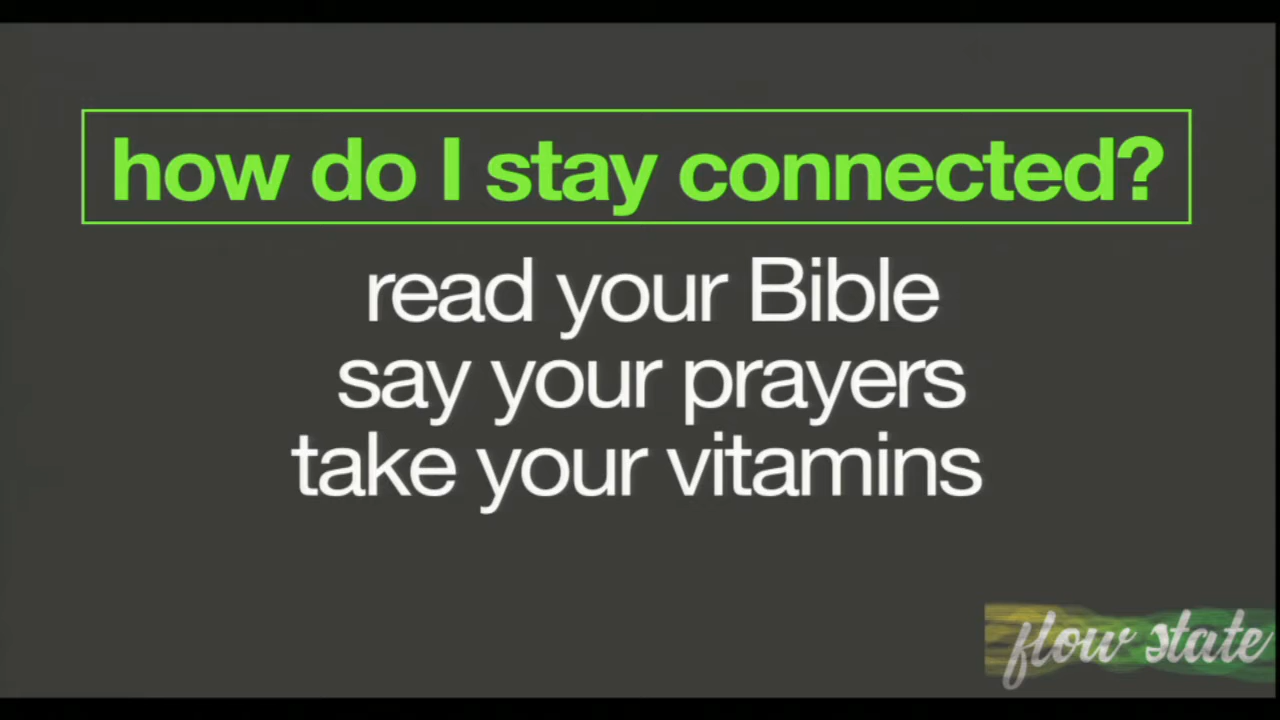 how do I stay connected?
read your Bible
say your prayers
take your vitamins
flow state